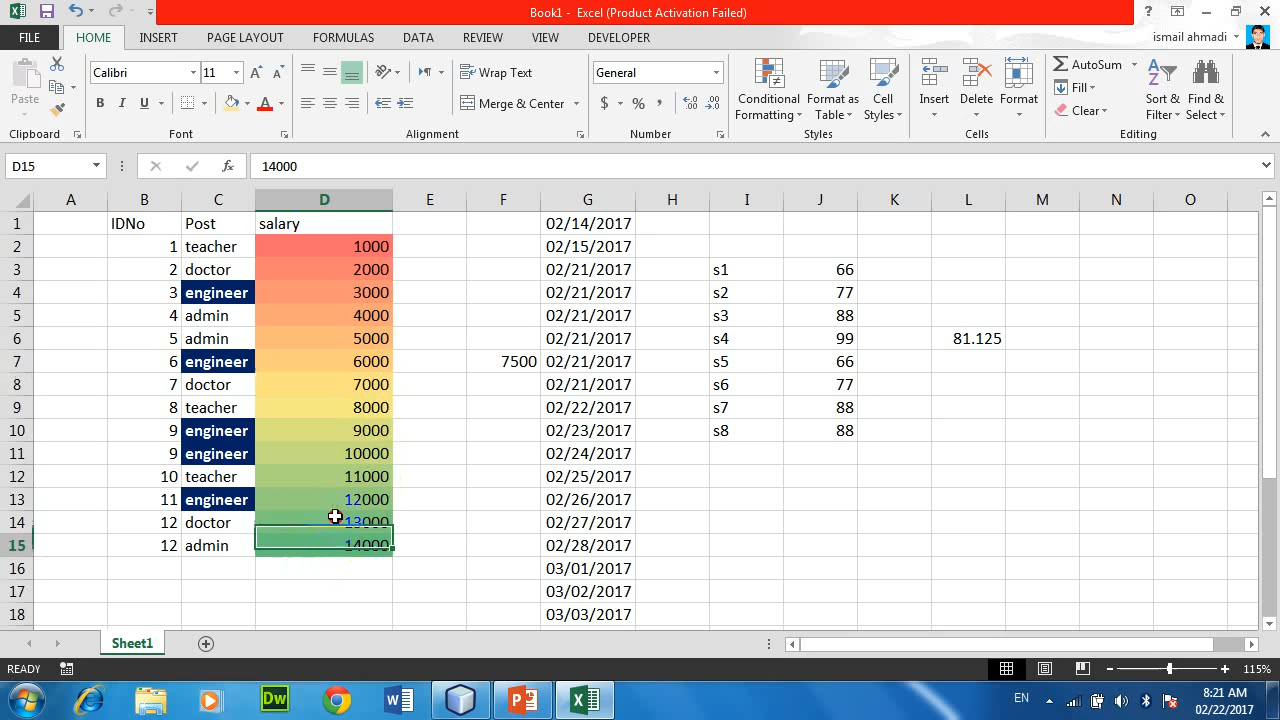 Book1 - Excel (Product Activation Failed)
FILE HOME INSERT PAGE LAYOUT FORMULAS DATA REVIEW VIEW DEVELOPER ismail ahmadi
Paste Calibri 11 Wrap Text General Conditional Formatting Format as Table Cell Styles Insert Delete Format AutoSum Sort & Filter Find & Select
B I U Merge & Center $ % , Fill
Clear
Clipboard Font Alignment Number Styles Cells Editing
D15 fx 14000
A B C D E F G H I J K L M N O
1 IDNo Post salary 02/14/2017
2 1 teacher 1000 02/15/2017
3 2 doctor 2000 02/21/2017 s1 66
4 3 engineer 3000 02/21/2017 s2 77
5 4 admin 4000 02/21/2017 s3 88
6 5 admin 5000 02/21/2017 s4 99 81.125
7 6 engineer 6000 7500 02/21/2017 s5 66
8 7 doctor 7000 02/21/2017 s6 77
9 8 teacher 8000 02/22/2017 s7 88
10 9 engineer 9000 02/23/2017 s8 88
11 9 engineer 10000 02/24/2017
12 10 teacher 11000 02/25/2017
13 11 engineer 12000 02/26/2017
14 12 doctor 13000 02/27/2017
15 12 admin 14000 02/28/2017
16 03/01/2017
17 03/02/2017
18 03/03/2017
Sheet1
READY 115%
Dw EN 8:21 AM
02/22/2017